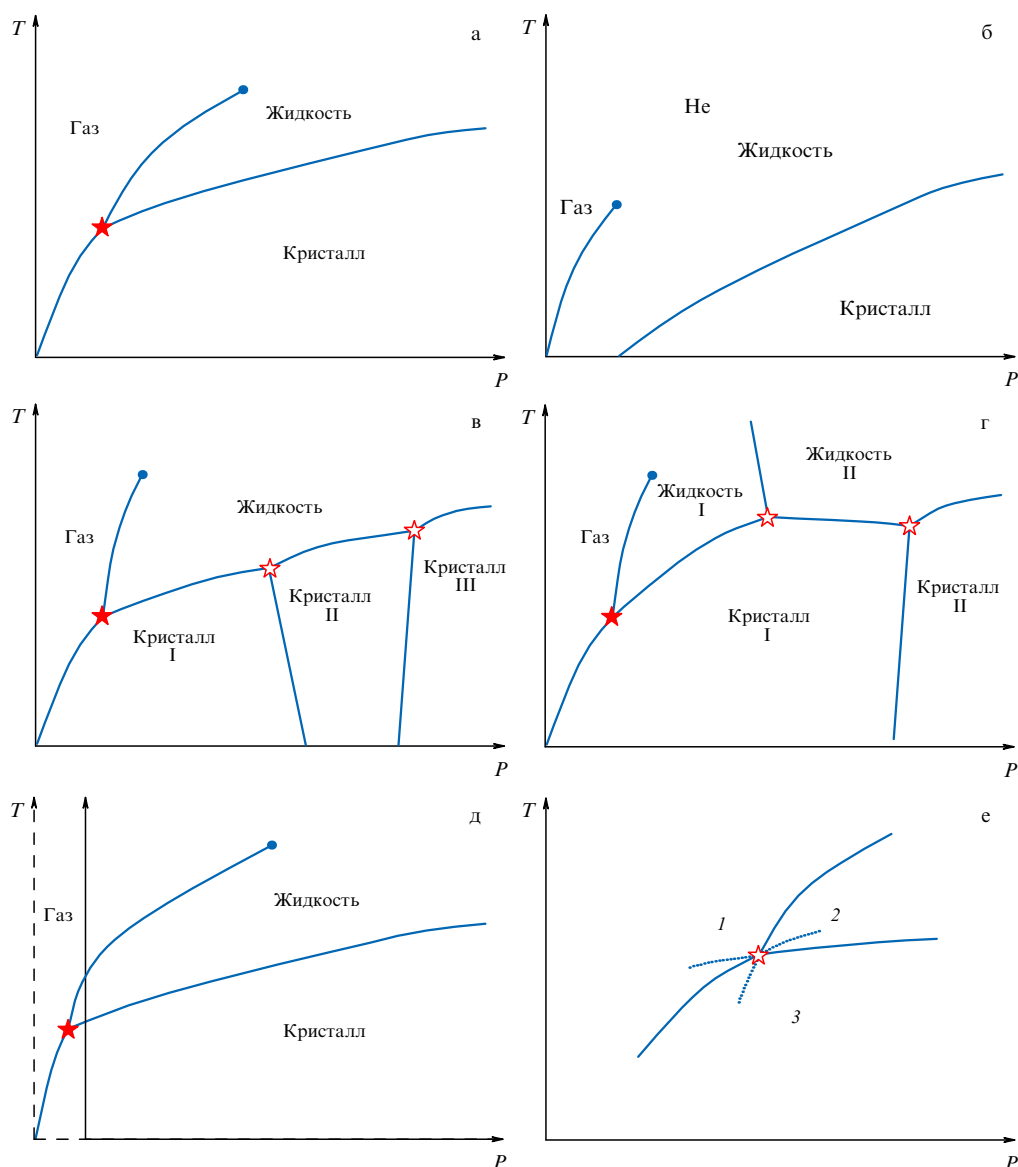 T
а
Газ
Жидкость
Кристалл
P
T
б
He
Жидкость
Газ
Кристалл
P
T
в
Жидкость
Газ
Кристалл
I
Кристалл
II
Кристалл
III
P
T
г
Жидкость
I
Жидкость
II
Газ
Кристалл
I
Кристалл
II
P
T
д
Газ
Жидкость
Кристалл
P
T
е
1
2
3
P